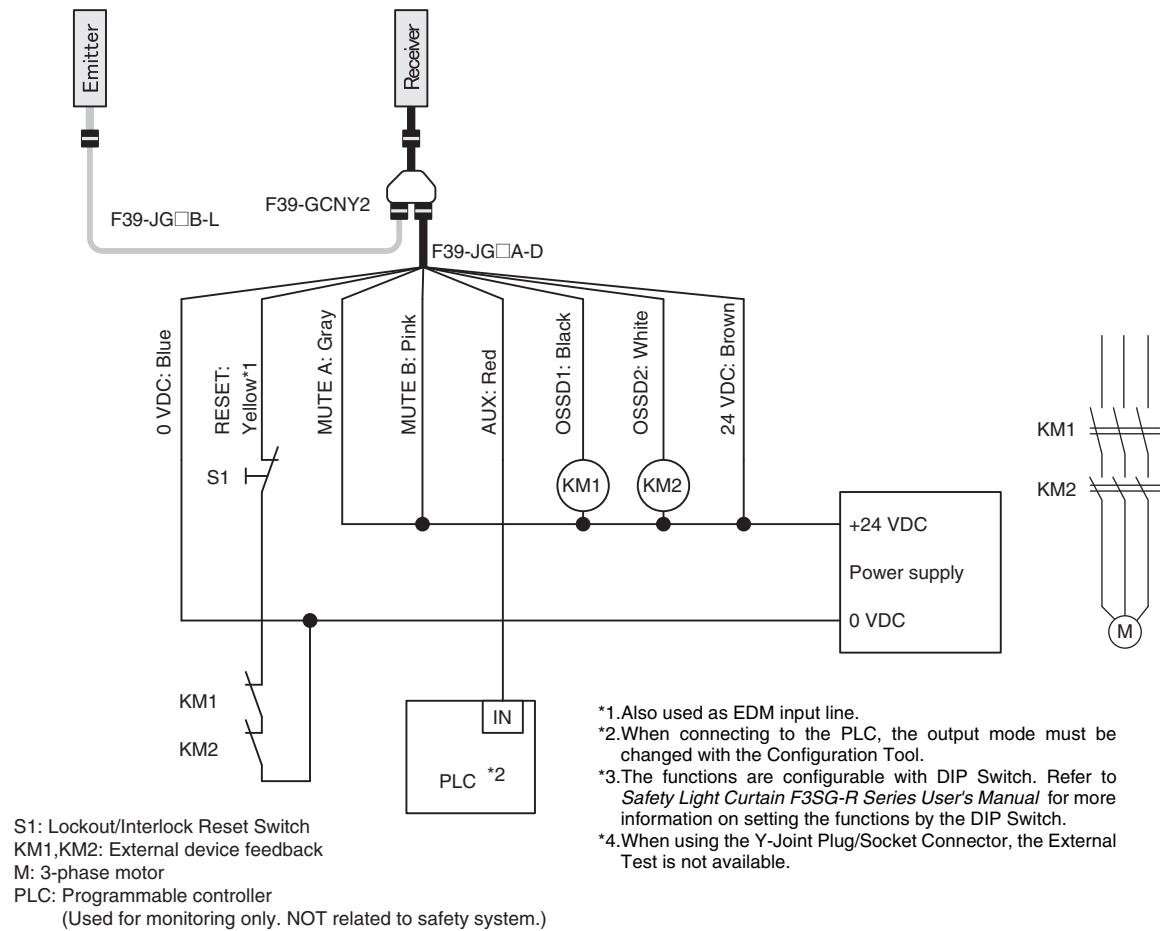 Emitter
Receiver
F39-JG□B-L
F39-GCNY2
F39-JG□A-D
0 VDC: Blue
RESET:
Yellow*1
MUTE A: Gray
MUTE B: Pink
AUX: Red
OSSD1: Black
OSSD2: White
24 VDC: Brown
S1
KM1
KM2
KM1
KM2
M
+24 VDC
Power supply
0 VDC
KM1
KM2
IN
PLC *2
*1.Also used as EDM input line.
*2.When connecting to the PLC, the output mode must be
changed with the Configuration Tool.
*3.The functions are configurable with DIP Switch. Refer to
Safety Light Curtain F3SG-R Series User's Manual for more
information on setting the functions by the DIP Switch.
*4.When using the Y-Joint Plug/Socket Connector, the External
Test is not available.
S1: Lockout/Interlock Reset Switch
KM1,KM2: External device feedback
M: 3-phase motor
PLC: Programmable controller
(Used for monitoring only. NOT related to safety system.)